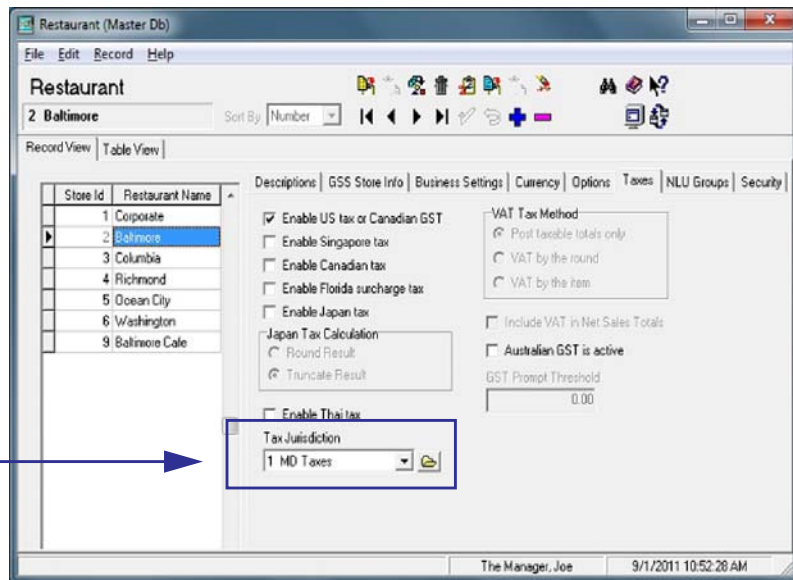 Restaurant (Master Db)
File Edit Record Help
Restaurant
2 Baltimore
Sort By Number
Record View Table View
Descriptions GSS Store Info Business Settings Currency Options Taxes NLU Groups Security
Store Id Restaurant Name
1 Corporate
2 Baltimore
3 Columbia
4 Richmond
5 Ocean City
6 Washington
9 Baltimore Cafe
Enable US tax or Canadian GST
Enable Singapore tax
Enable Canadian tax
Enable Florida surcharge tax
Enable Japan tax
Japan Tax Calculation
Round Result
Truncate Result
Enable Thai tax
Tax Jurisdiction
1 MD Taxes
VAT Tax Method
Post taxable totals only
VAT by the round
VAT by the item
Include VAT in Net Sales Totals
Australian GST is active
GST Prompt Threshold
0.00
The Manager, Joe
9/1/2011 10:52:28 AM